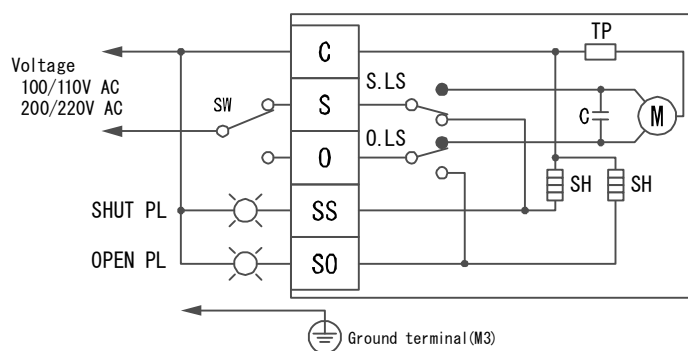 Voltage
100/110V AC
200/220V AC
SW
SHUT PL
OPEN PL
C
S
O
SS
SO
S.LS
O.LS
TP
C
M
SH
SH
Ground terminal(M3)